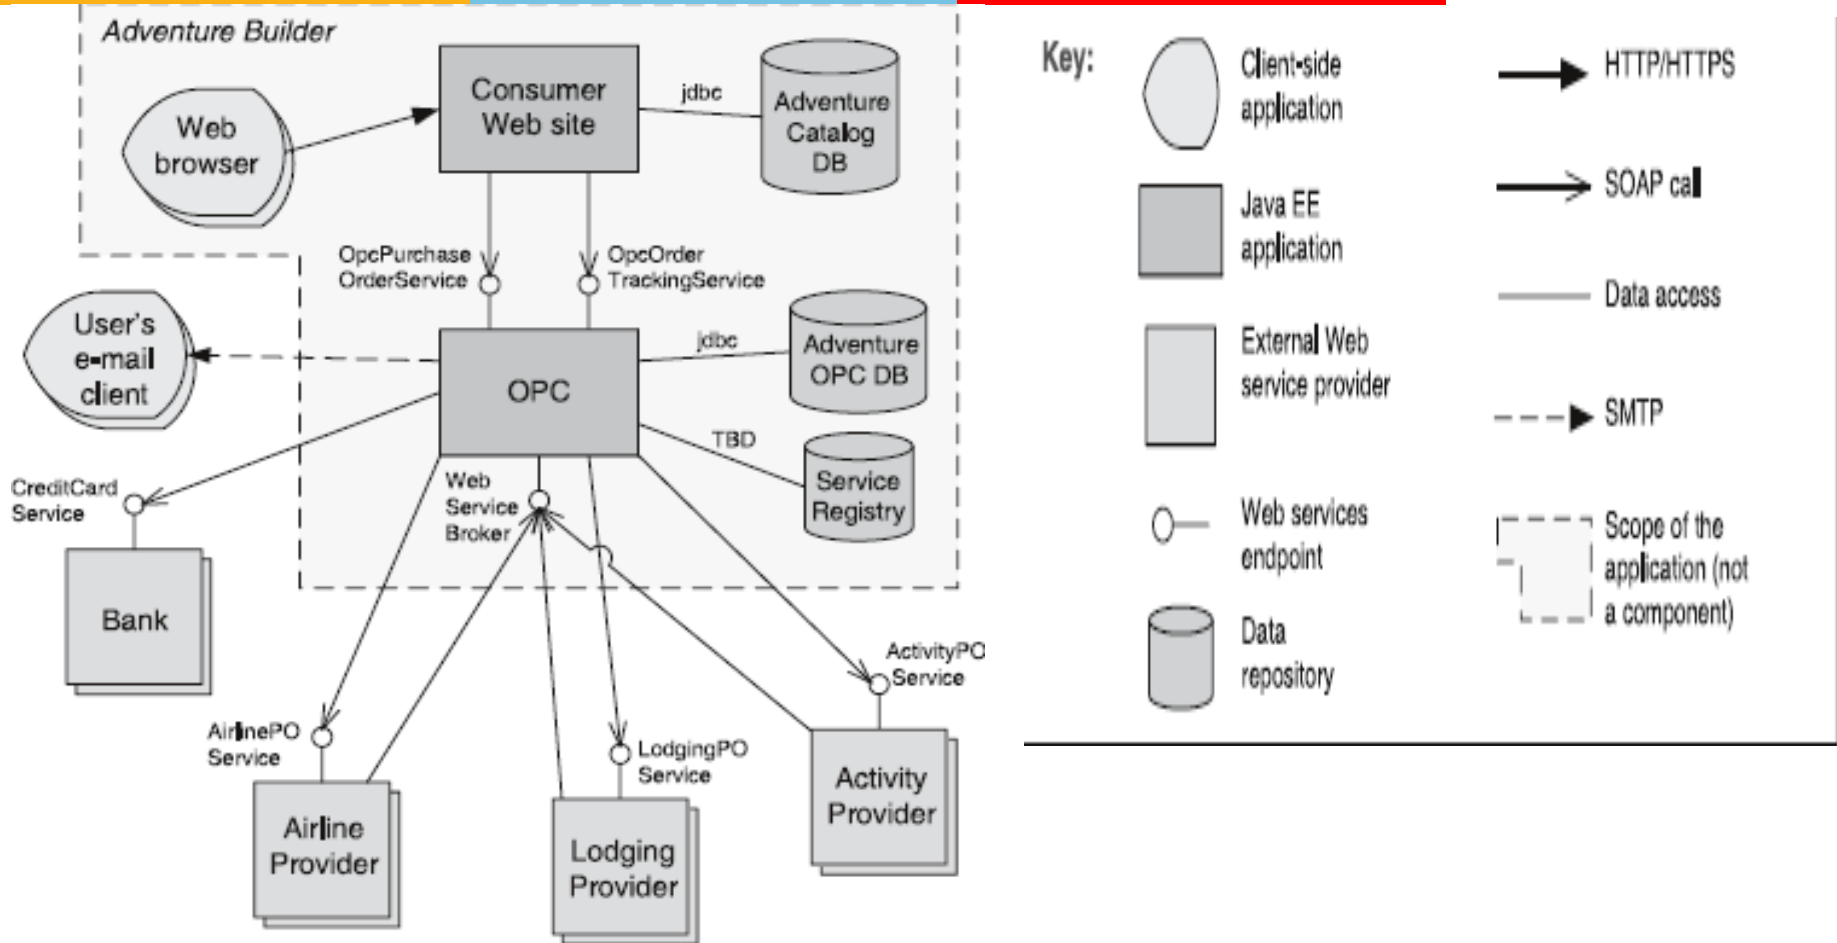 Adventure Builder
Consumer
Web site
jdbc
Adventure
Catalog
DB
Web
browser
OpcPurchase
OrderService
OpcOrder
TrackingService
User's
e-mail
client
OPC
jdbc
Adventure
OPC DB
TBD
Service
Registry
CreditCard
Service
Web
Service
Broker
Bank
ActivityPO
Service
AirlinePO
Service
LodgingPO
Service
Activity
Provider
Airline
Provider
Lodging
Provider
Key:
Client-side
application
Java EE
application
External Web
service provider
Web services
endpoint
Data
repository
HTTP/HTTPS
SOAP call
Data access
SMTP
Scope of the
application (not
a component)